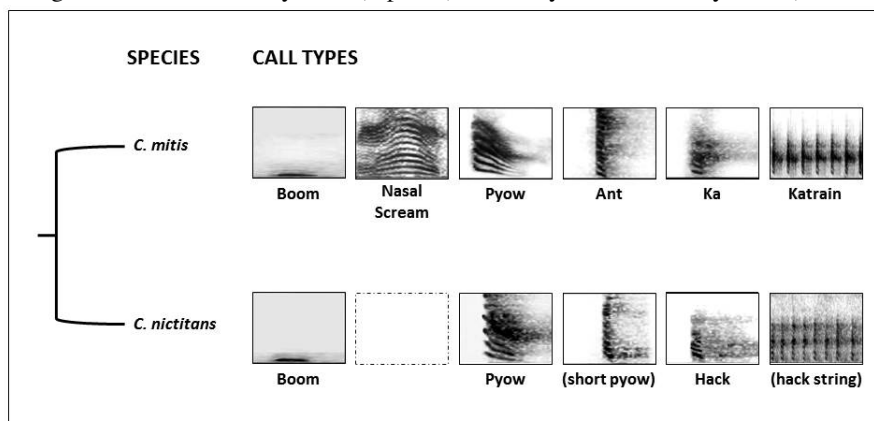 SPECIES CALL TYPES
C. mitis
Boom Nasal Scream Pyow Ant Ka Katrain
C. nictitans
Boom Pyow (short pyow) Hack (hack string)